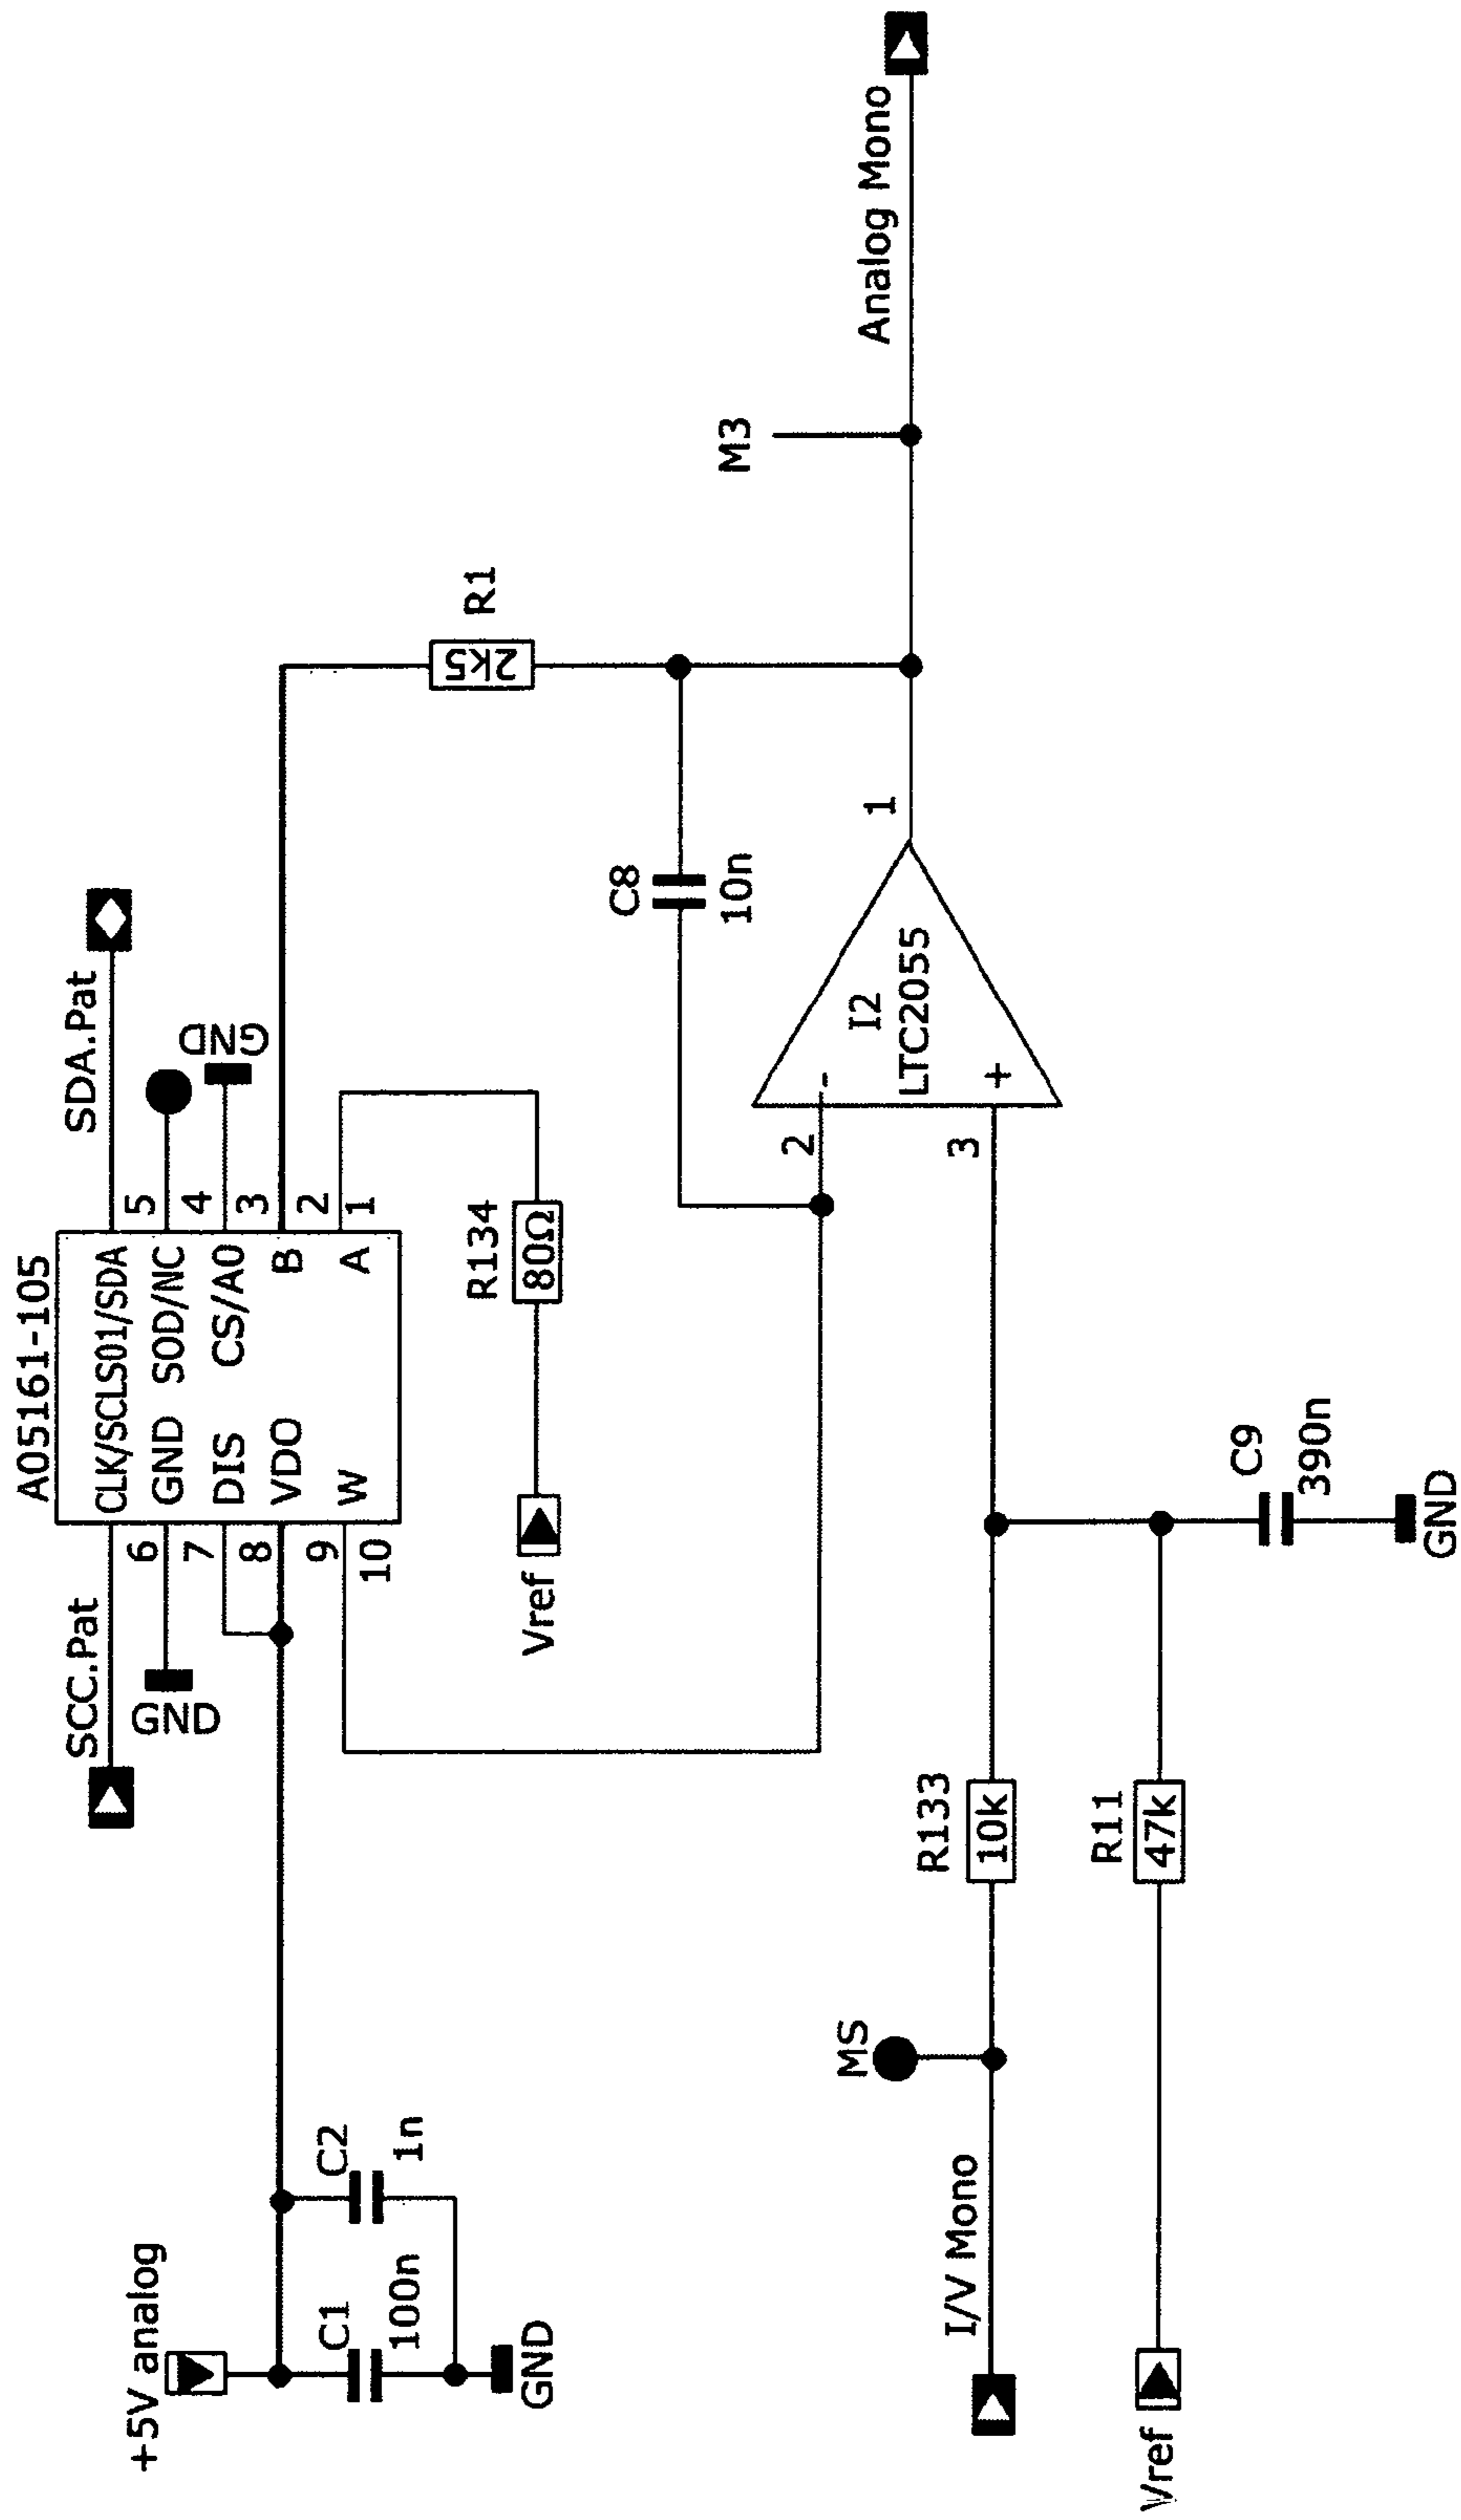 A05161-105
SCC.Pat
SDA.Pat
CLK/SCLS01/SDA
GND SOD/NC
DIS CS/A0
VDO B
W A
6
7
8
9
10
5
4
3
2
1
GND
GND
+5V analog
C1
100n
C2
1n
GND
Vref
R134
80Ω
R1
2K5
C8
10n
M3
Analog Mono
I2
LTC2055
-
+
2
3
1
MS
I/V Mono
R133
10k
R11
47k
Vref
C9
390n
GND